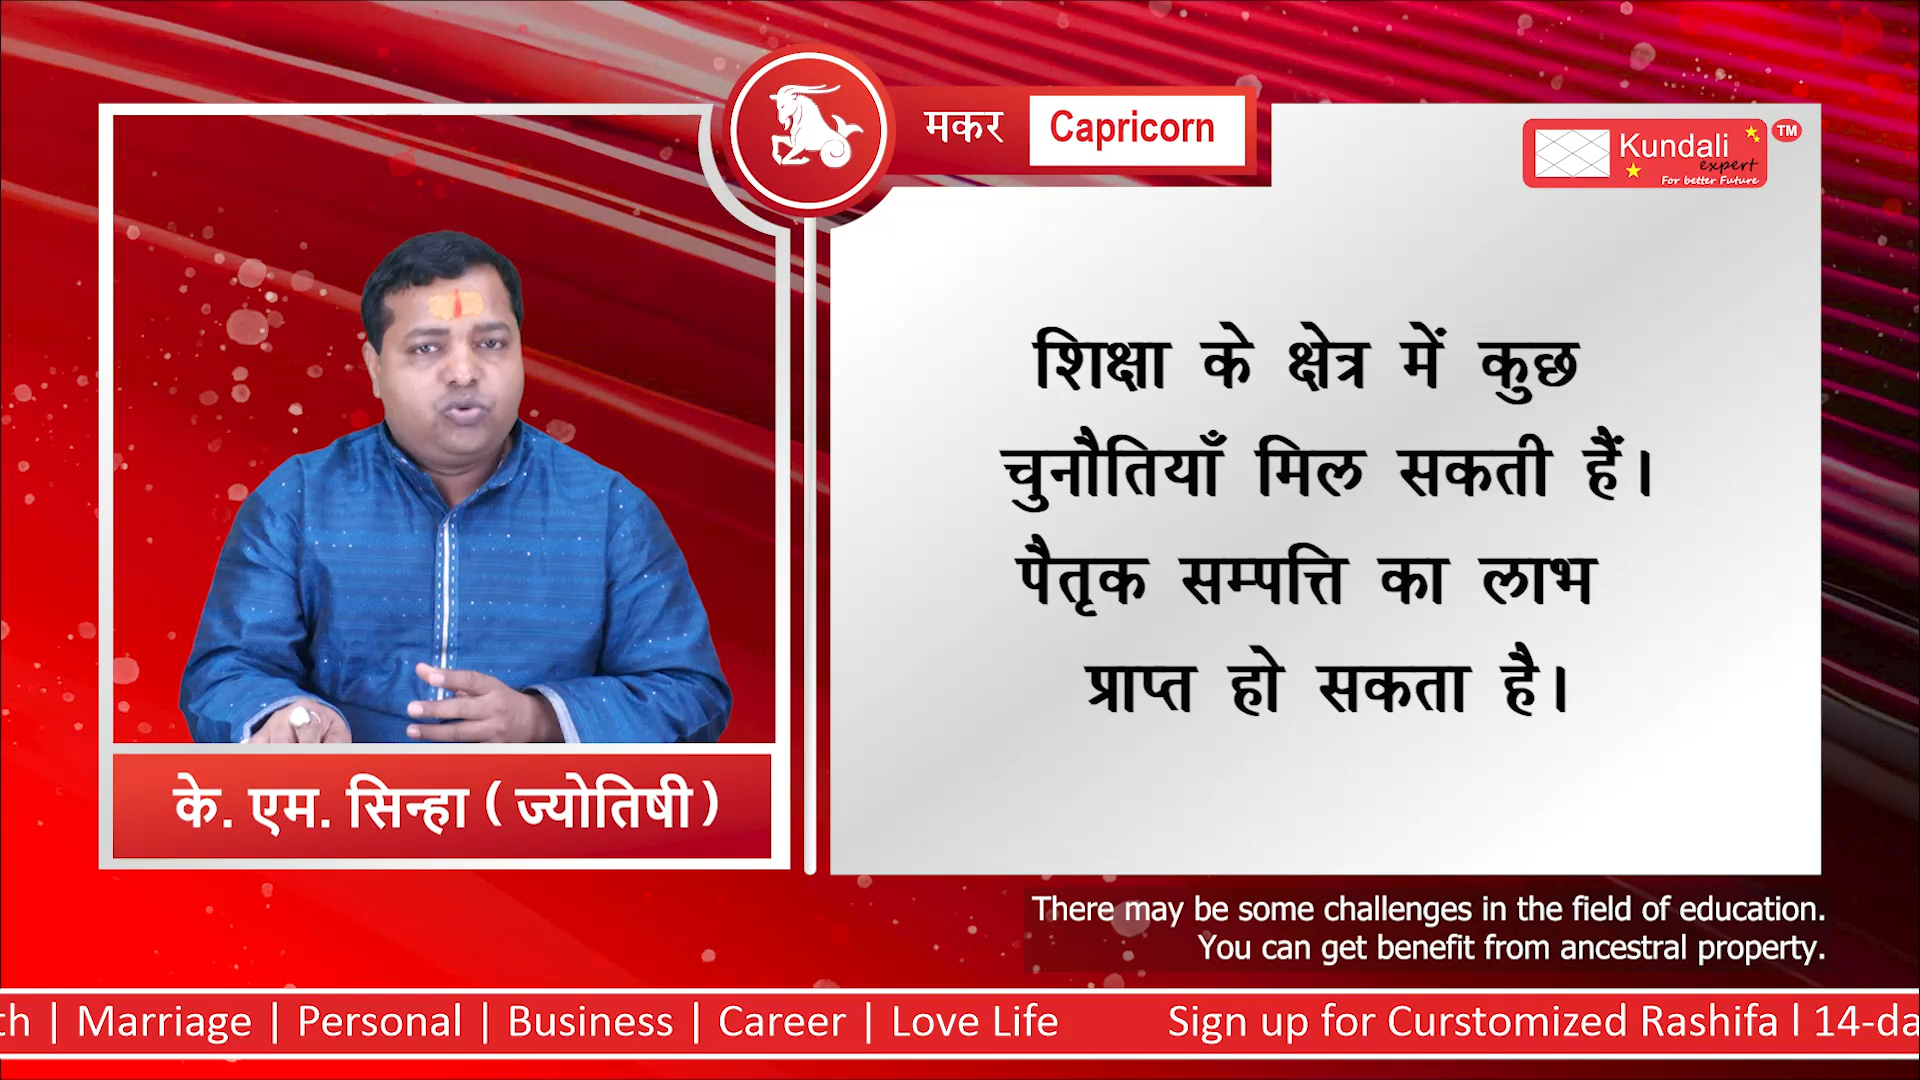 मकर
Capricorn
Kundali
expert
For better Future
TM
शिक्षा के क्षेत्र में कुछ
चुनौतियाँ मिल सकती हैं।
पैतृक सम्पत्ति का लाभ
प्राप्त हो सकता है।
के. एम. सिन्हा ( ज्योतिषी )
There may be some challenges in the field of education.
You can get benefit from ancestral property.
th | Marriage | Personal | Business | Career | Love Life Sign up for Curstomized Rashifa l 14-da